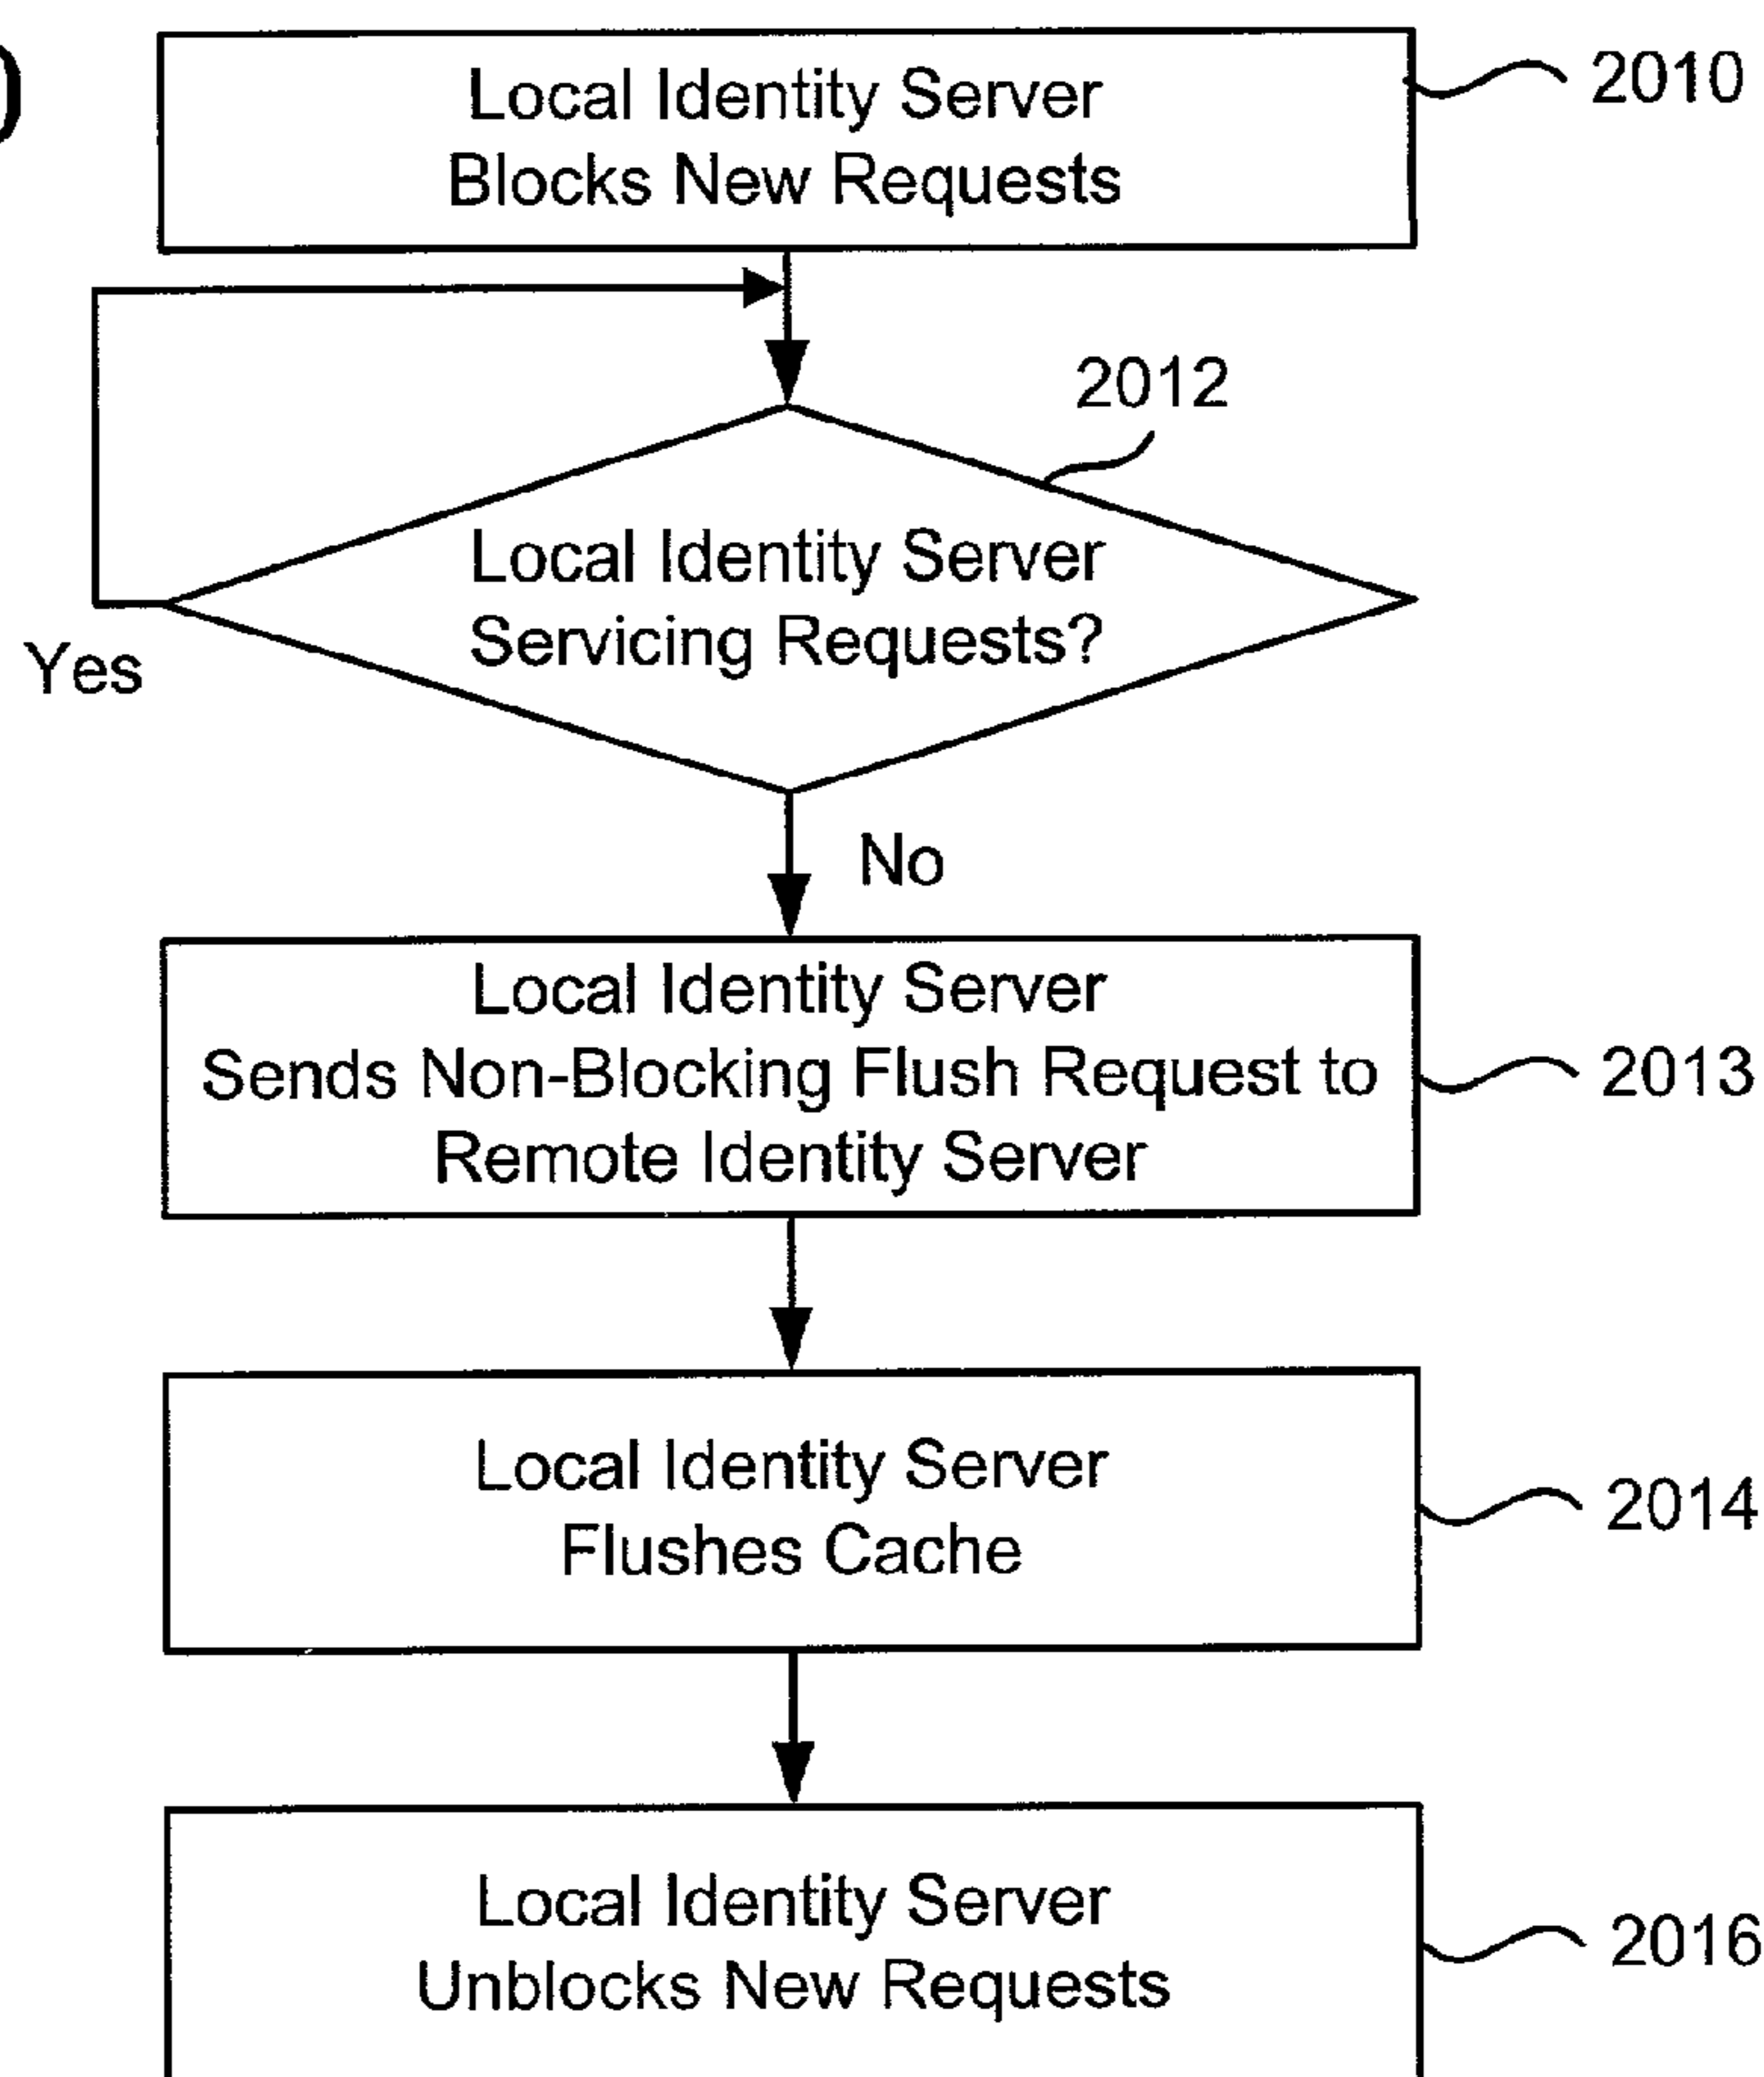 Local Identity Server
Blocks New Requests
2010
2012
Local Identity Server
Servicing Requests?
Yes
No
Local Identity Server
Sends Non-Blocking Flush Request to
Remote Identity Server
2013
Local Identity Server
Flushes Cache
2014
Local Identity Server
Unblocks New Requests
2016